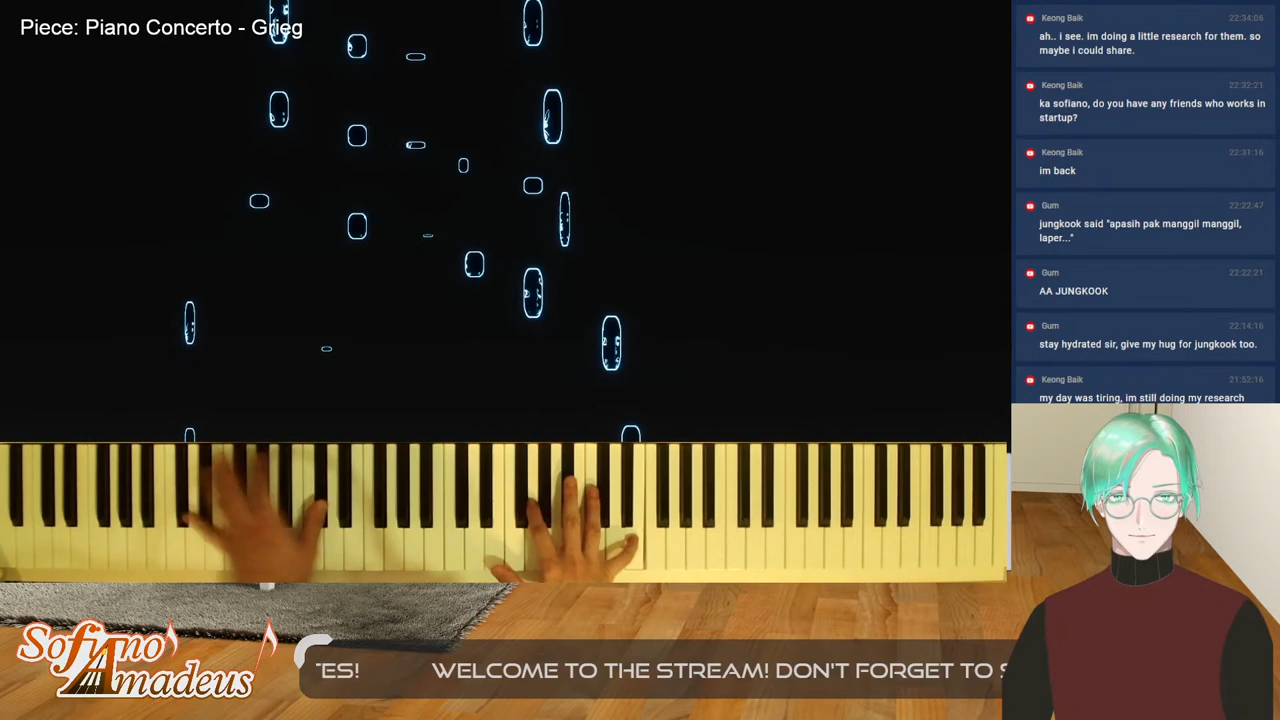 Piece: Piano Concerto - Grieg
Keong Baik 22:34:06
ah.. i see. im doing a little research for them. so
maybe i could share.
Keong Baik 22:32:21
ka sofiano, do you have any friends who works in
startup?
Keong Baik 22:31:16
im back
Gum 22:22:47
jungkook said "apasih pak manggil manggil,
laper..."
Gum 22:22:21
AA JUNGKOOK
Gum 22:14:16
stay hydrated sir, give my hug for jungkook too.
Keong Baik 21:52:16
my day was tiring, im still doing my research
Sofiano
Amadeus
TES! WELCOME TO THE STREAM! DON'T FORGET TO S